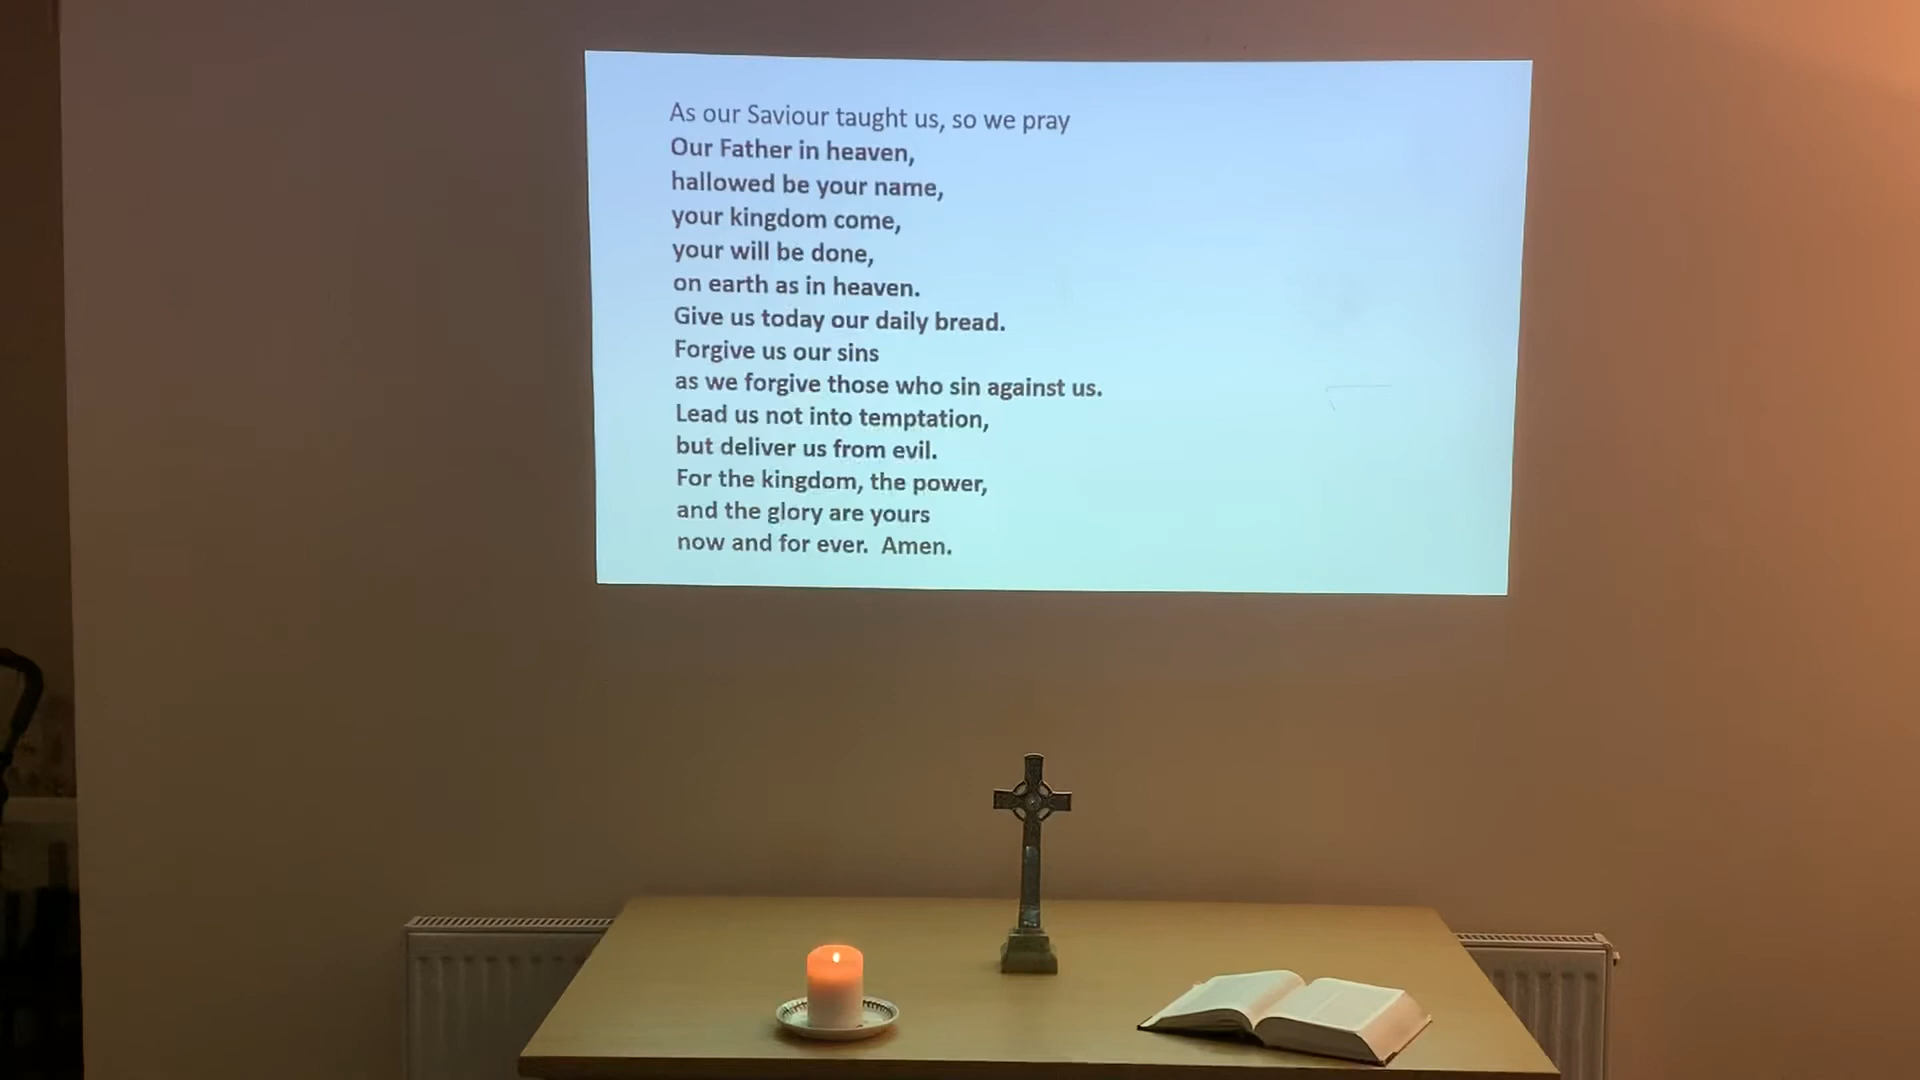 As our Saviour taught us, so we pray
Our Father in heaven,
hallowed be your name,
your kingdom come,
your will be done,
on earth as in heaven.
Give us today our daily bread.
Forgive us our sins
as we forgive those who sin against us.
Lead us not into temptation,
but deliver us from evil.
For the kingdom, the power,
and the glory are yours
now and for ever.  Amen.